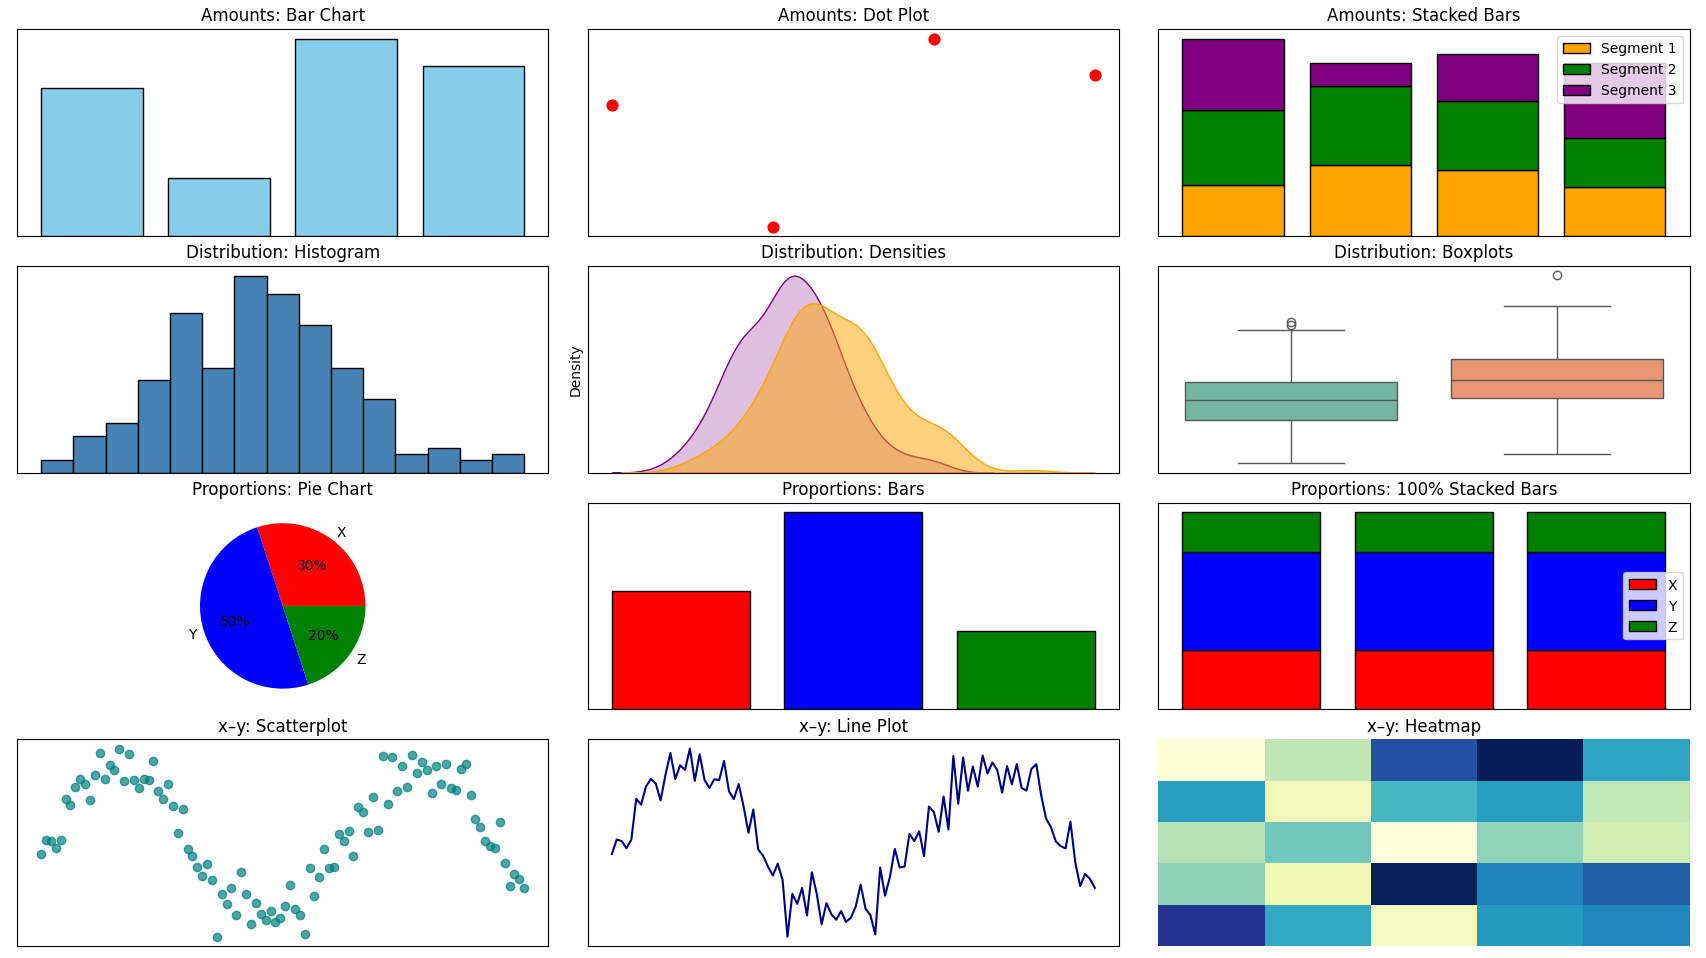 Amounts: Bar Chart
Amounts: Dot Plot
Amounts: Stacked Bars
Segment 1
Segment 2
Segment 3
Distribution: Histogram
Distribution: Densities
Distribution: Boxplots
Density
Proportions: Pie Chart
Proportions: Bars
Proportions: 100% Stacked Bars
X
30%
50%
Y
20%
Z
X
Y
Z
x–y: Scatterplot
x–y: Line Plot
x–y: Heatmap